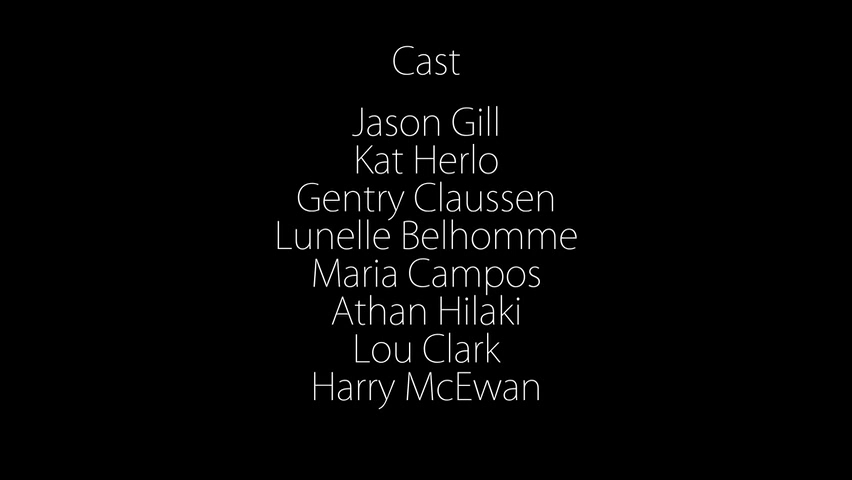 Cast
Jason Gill
Kat Herlo
Gentry Claussen
Lunelle Belhomme
Maria Campos
Athan Hilaki
Lou Clark
Harry McEwan